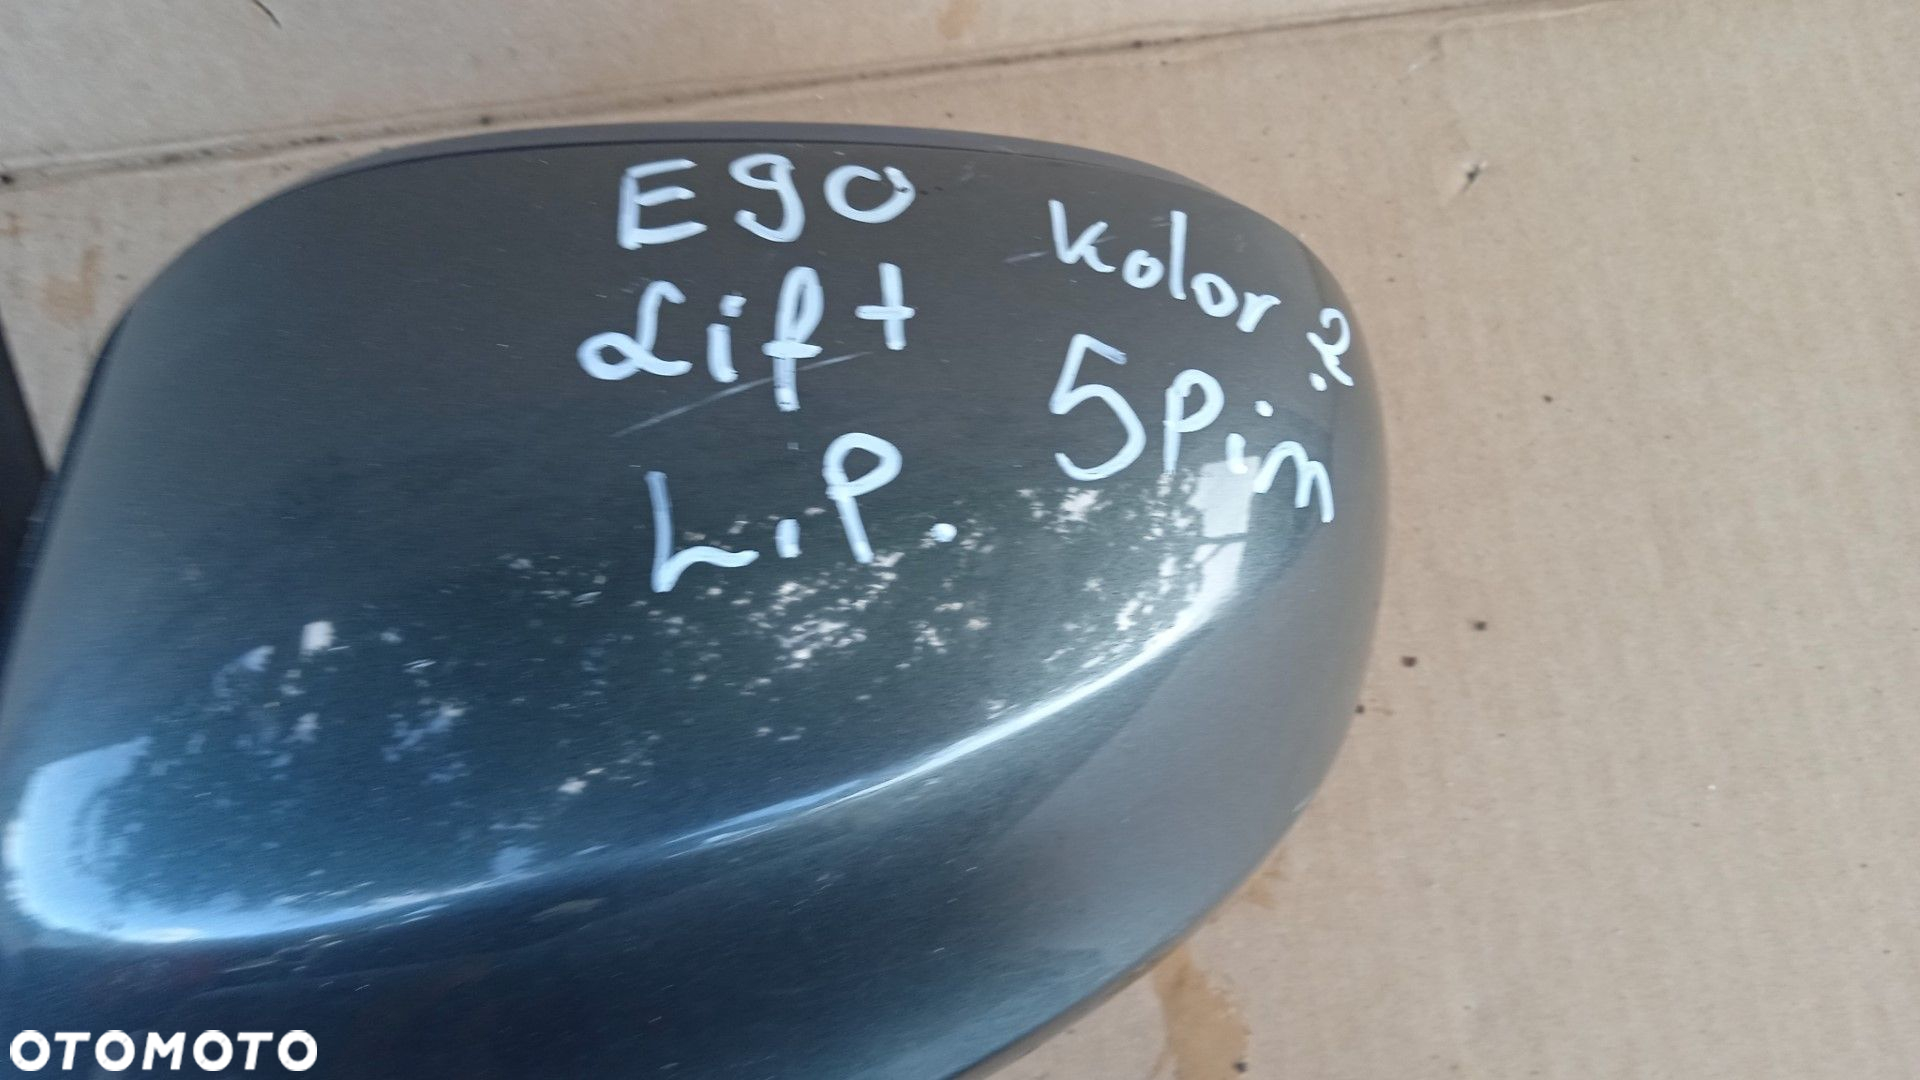 E90
Lift
L.P.
Kolor ?
5Pin
OTOMOTO